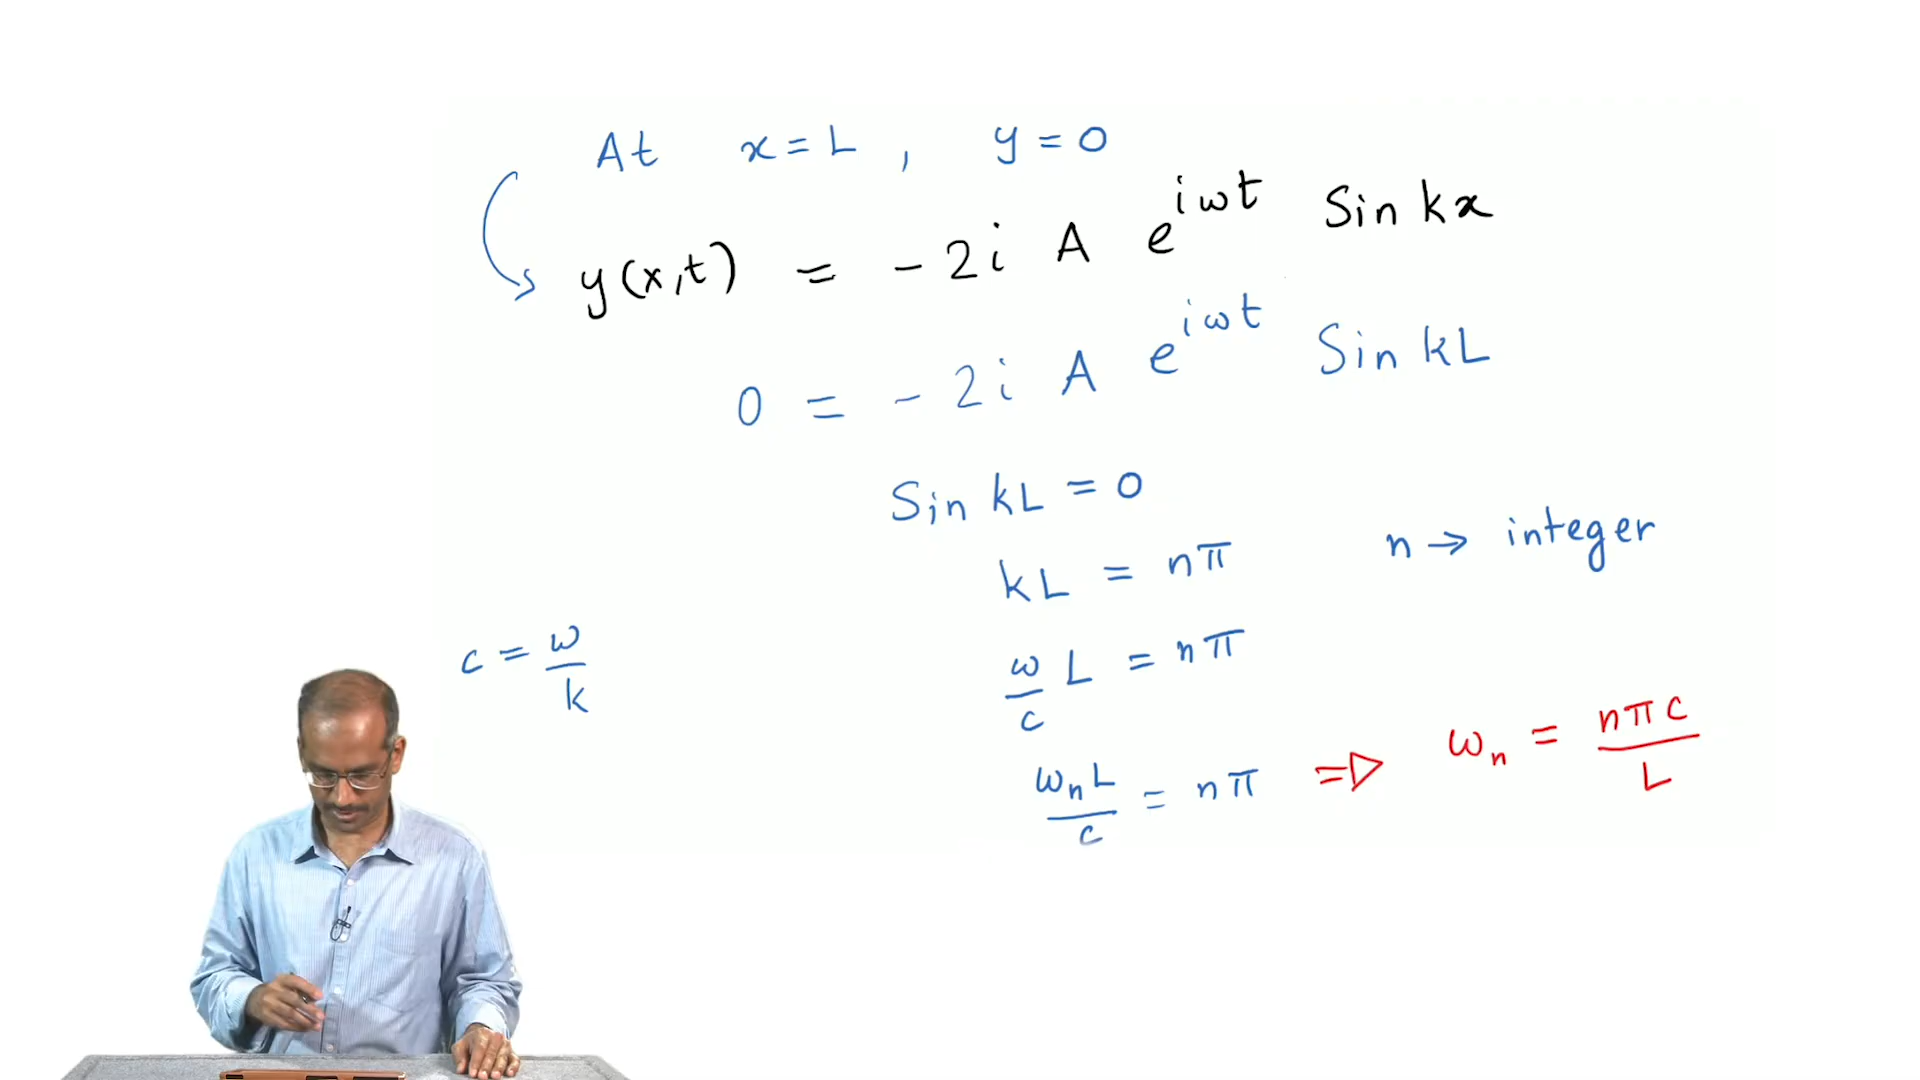 At x = L , y = 0
y(x,t) = - 2i A e^{iωt} Sin kx
0 = - 2i A e^{iωt} Sin kL
Sin kL = 0
n → integer
kL = nπ
c = ω/k
ω/c L = nπ
ω_n L/c = nπ ⇒ ω_n = nπc/L